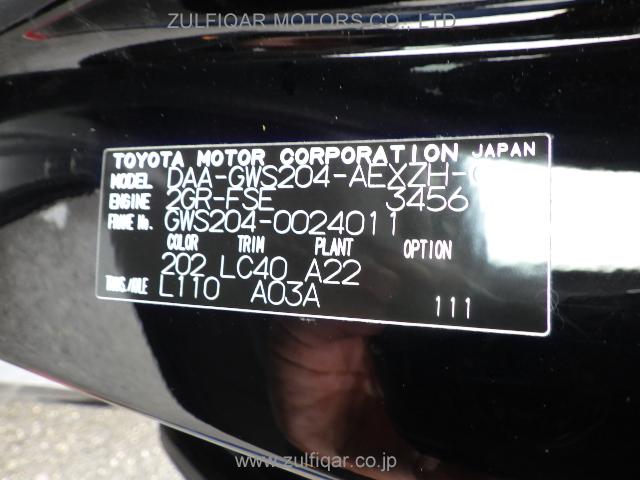 ZULFIQAR MOTORS CO., LTD.
TOYOTA MOTOR CORPORATION JAPAN
MODEL DAA-GWS204-AEXZH-
ENGINE 2GR-FSE 3456
FRAME No. GWS204-0024011
COLOR TRIM PLANT OPTION
202 LC40 A22
TRANS./AXLE L110 A03A 111
www.zulfiqar.co.jp